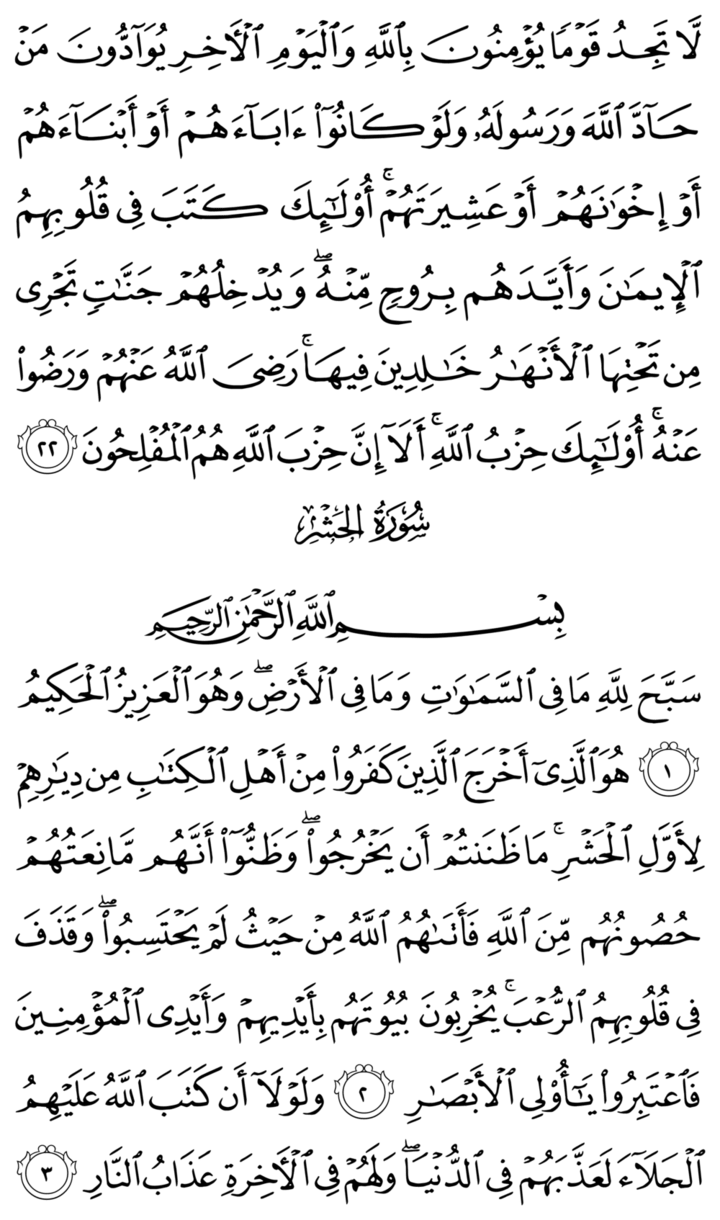 لَّا تَجِدُ قَوْمًا يُؤْمِنُونَ بِٱللَّهِ وَٱلْيَوْمِ ٱلْأَخِرِ يُوَآدُّونَ مَنْ
حَآدَّ ٱللَّهَ وَرَسُولَهُۥ وَلَوْ كَانُوٓا۟ ءَابَآءَهُمْ أَوْ أَبْنَآءَهُمْ
أَوْ إِخْوَٰنَهُمْ أَوْ عَشِيرَتَهُمْ ۚ أُو۟لَـٰٓئِكَ كَتَبَ فِى قُلُوبِهِمُ
ٱلْإِيمَـٰنَ وَأَيَّدَهُم بِرُوحٍ مِّنْهُ ۖ وَيُدْخِلُهُمْ جَنَّـٰتٍ تَجْرِى
مِن تَحْتِهَا ٱلْأَنْهَـٰرُ خَـٰلِدِينَ فِيهَا ۚ رَضِىَ ٱللَّهُ عَنْهُمْ وَرَضُوا۟
عَنْهُ ۚ أُو۟لَـٰٓئِكَ حِزْبُ ٱللَّهِ ۚ أَلَآ إِنَّ حِزْبَ ٱللَّهِ هُمُ ٱلْمُفْلِحُونَ ٢٢
سُورَةُ الحَشْرِ
بِسْمِ ٱللَّهِ ٱلرَّحْمَـٰنِ ٱلرَّحِيمِ
سَبَّحَ لِلَّهِ مَا فِى ٱلسَّمَـٰوَٰتِ وَمَا فِى ٱلْأَرْضِ ۖ وَهُوَ ٱلْعَزِيزُ ٱلْحَكِيمُ
١ هُوَ ٱلَّذِىٓ أَخْرَجَ ٱلَّذِينَ كَفَرُوا۟ مِنْ أَهْلِ ٱلْكِتَـٰبِ مِن دِيَـٰرِهِمْ
لِأَوَّلِ ٱلْحَشْرِ ۚ مَا ظَنَنتُمْ أَن يَخْرُجُوا۟ ۖ وَظَنُّوٓا۟ أَنَّهُم مَّانِعَتُهُمْ
حُصُونُهُم مِّنَ ٱللَّهِ فَأَتَىٰهُمُ ٱللَّهُ مِنْ حَيْثُ لَمْ يَحْتَسِبُوا۟ ۖ وَقَذَفَ
فِى قُلُوبِهِمُ ٱلرُّعْبَ ۚ يُخْرِبُونَ بُيُوتَهُم بِأَيْدِيهِمْ وَأَيْدِى ٱلْمُؤْمِنِينَ
فَٱعْتَبِرُوا۟ يَـٰٓأُو۟لِى ٱلْأَبْصَـٰرِ ٢ وَلَوْلَآ أَن كَتَبَ ٱللَّهُ عَلَيْهِمُ
ٱلْجَلَآءَ لَعَذَّبَهُمْ فِى ٱلدُّنْيَا ۖ وَلَهُمْ فِى ٱلْأَخِرَةِ عَذَابُ ٱلنَّارِ ٣